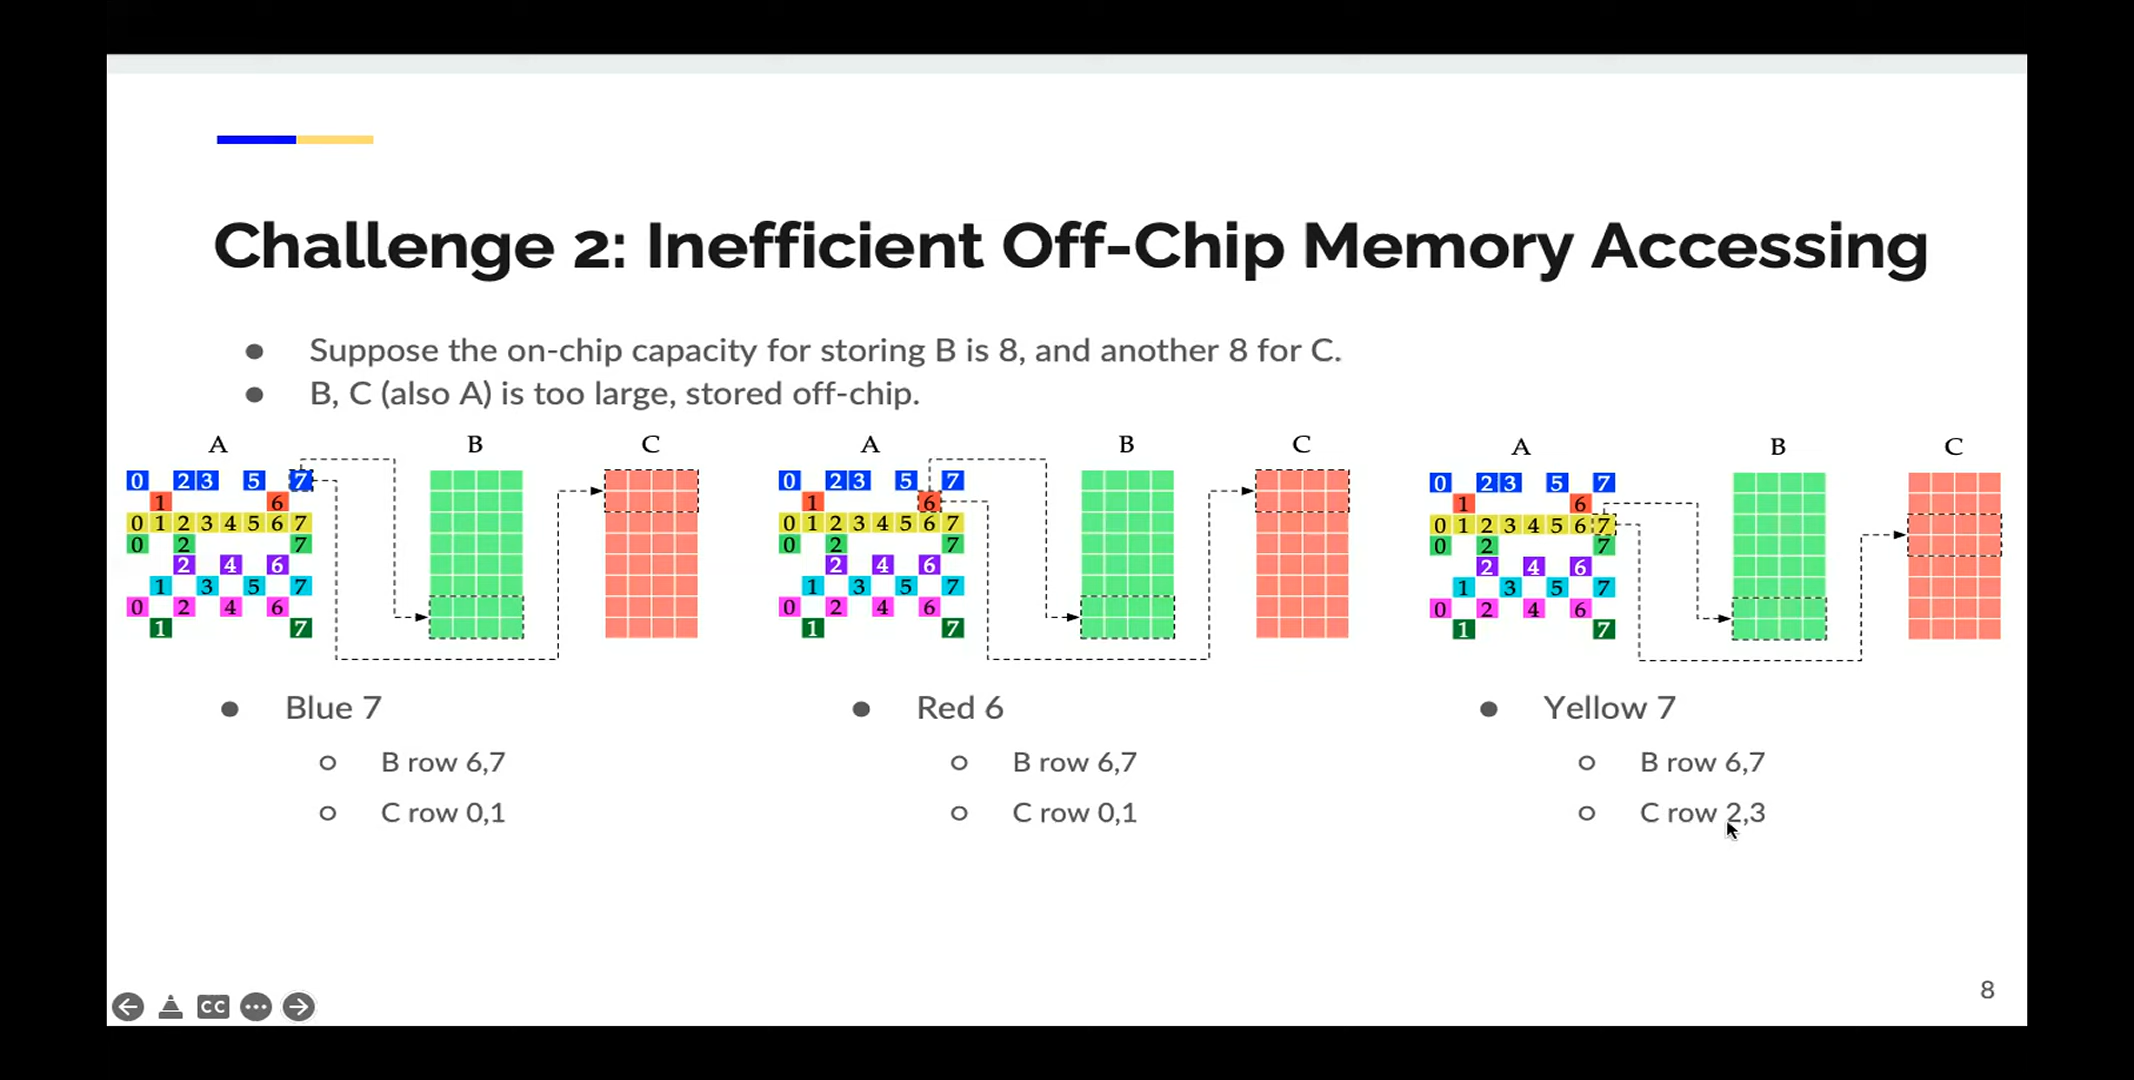 Challenge 2: Inefficient Off-Chip Memory Accessing
● Suppose the on-chip capacity for storing B is 8, and another 8 for C.
● B, C (also A) is too large, stored off-chip.
A B C
0 2 3 5 7
1 6
0 1 2 3 4 5 6 7
0 2 7
2 4 6
1 3 5 7
0 2 4 6
1 7
A B C
0 2 3 5 7
1 6
0 1 2 3 4 5 6 7
0 2 7
2 4 6
1 3 5 7
0 2 4 6
1 7
A B C
0 2 3 5 7
1 6
0 1 2 3 4 5 6 7
0 2 7
2 4 6
1 3 5 7
0 2 4 6
1 7
● Blue 7
○ B row 6,7
○ C row 0,1
● Red 6
○ B row 6,7
○ C row 0,1
● Yellow 7
○ B row 6,7
○ C row 2,3
8
CC